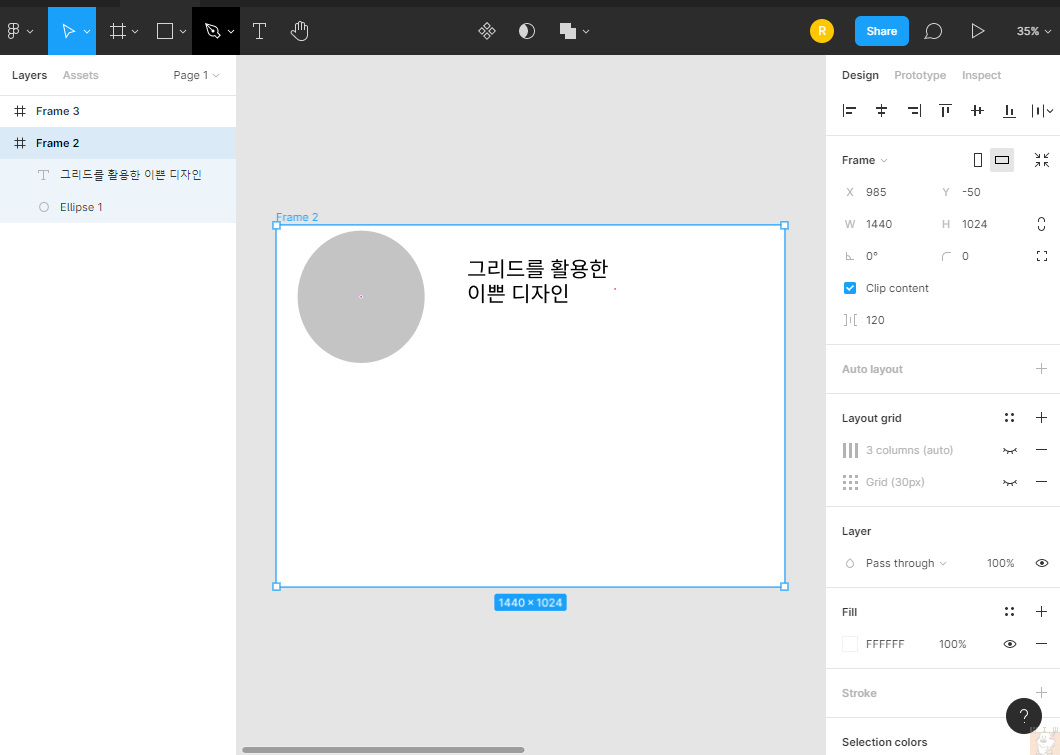 R
Share
35%
Layers
Assets
Page 1
Design
Prototype
Inspect
Frame 3
Frame 2
그리드를 활용한 이쁜 디자인
Ellipse 1
Frame 2
그리드를 활용한
이쁜 디자인
1440 × 1024
Frame
X 985 Y -50
W 1440 H 1024
0° 0
Clip content
120
Auto layout
Layout grid
3 columns (auto)
Grid (30px)
Layer
Pass through 100%
Fill
FFFFFF 100%
Stroke
?
Selection colors